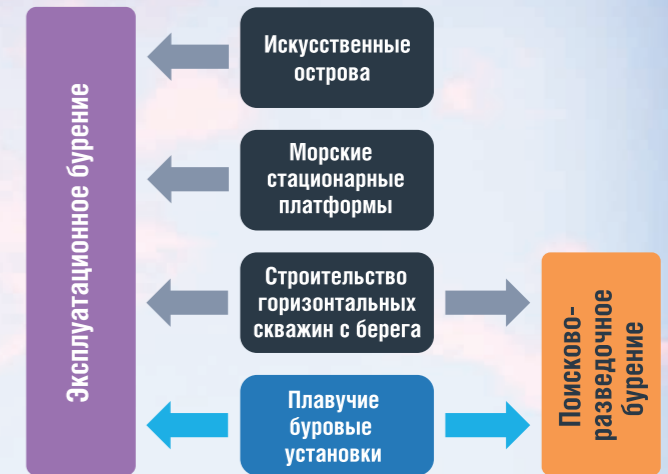 Эксплуатационное бурение
Искусственные
острова
Морские
стационарные
платформы
Строительство
горизонтальных
скважин с берега
Плавучие
буровые
установки
Поисково-
разведочное
бурение